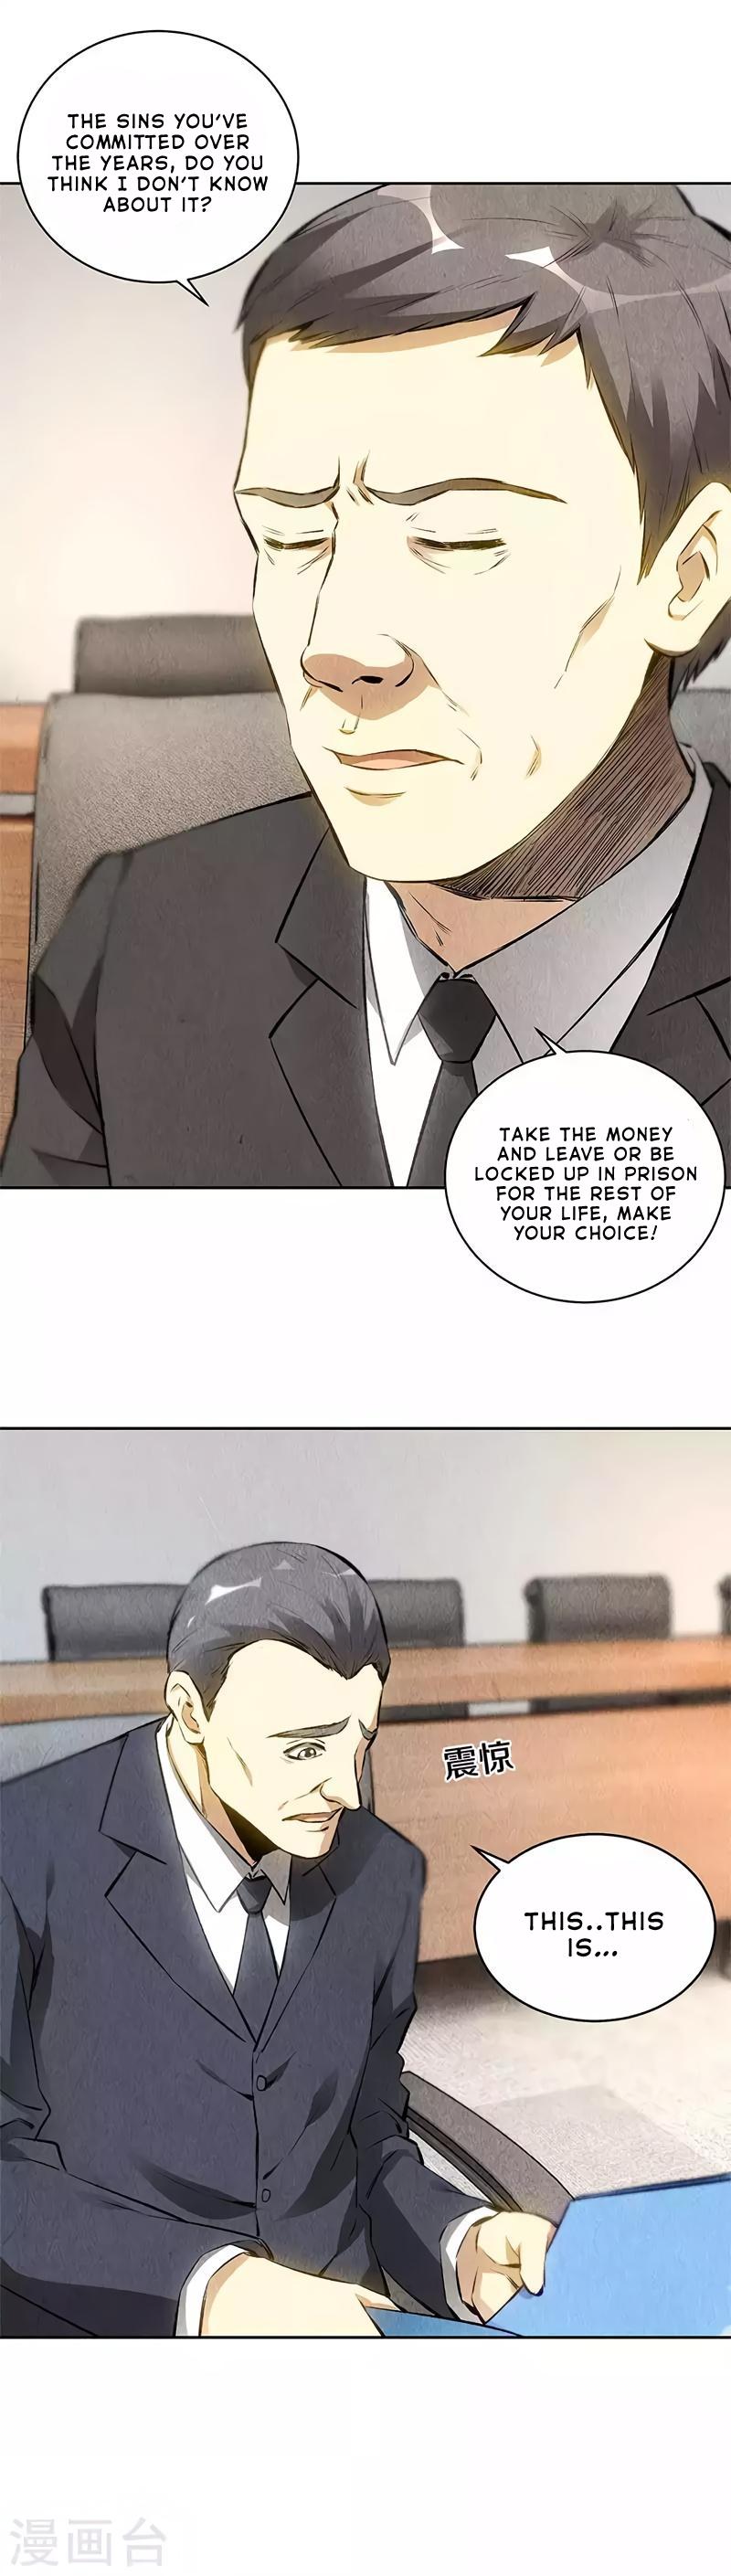 THE SINS YOU'VE
COMMITTED OVER
THE YEARS, DO YOU
THINK I DON'T KNOW
ABOUT IT?
TAKE THE MONEY
AND LEAVE OR BE
LOCKED UP IN PRISON
FOR THE REST OF
YOUR LIFE, MAKE
YOUR CHOICE!
震惊
THIS..THIS
IS...
漫画台